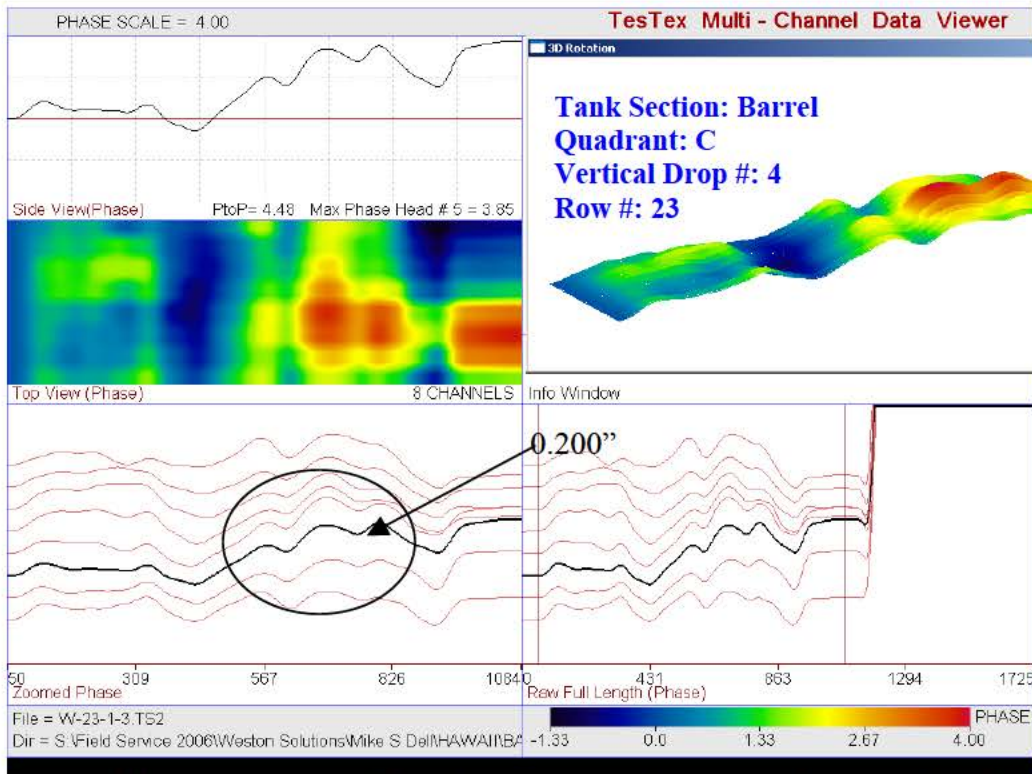 PHASE SCALE = 4.00
TesTex Multi - Channel Data Viewer
3D Rotation
Tank Section: Barrel
Quadrant: C
Vertical Drop #: 4
Row #: 23
Side View(Phase) PtoP= 4.48 Max Phase Head # 5 = 3.85
Top View (Phase) 8 CHANNELS
Info Window
0.200”
50 309 567 826 1084
Zoomed Phase
0 431 863 1294 1725
Raw Full Length (Phase)
File = W-23-1-3.TS2
Dir = S:\Field Service 2006\Weston Solutions\Mike S Dell\HAWAII\BA
PHASE
-1.33 0.0 1.33 2.67 4.00